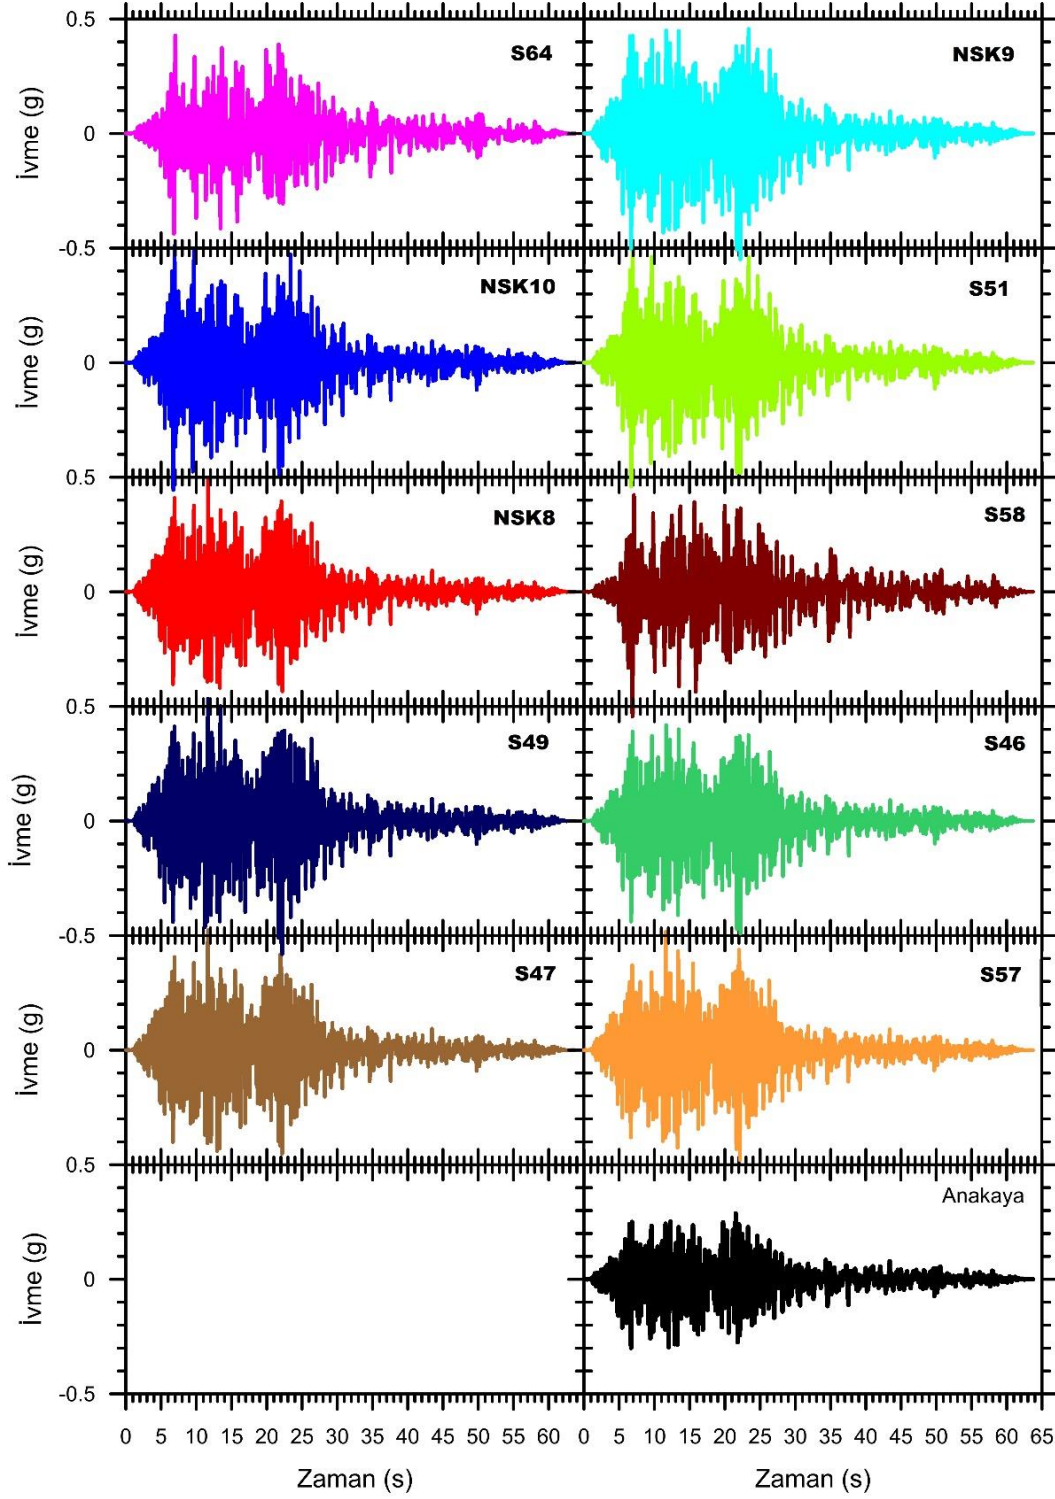 0.5
S64
NSK9
İvme (g)
0
-0.5
NSK10
S51
İvme (g)
0
0.5
NSK8
S58
İvme (g)
0
0.5
S49
S46
İvme (g)
0
-0.5
S47
S57
İvme (g)
0
0.5
Anakaya
İvme (g)
0
-0.5
0 5 10 15 20 25 30 35 40 45 50 55 60 0 5 10 15 20 25 30 35 40 45 50 55 60 65
Zaman (s) Zaman (s)